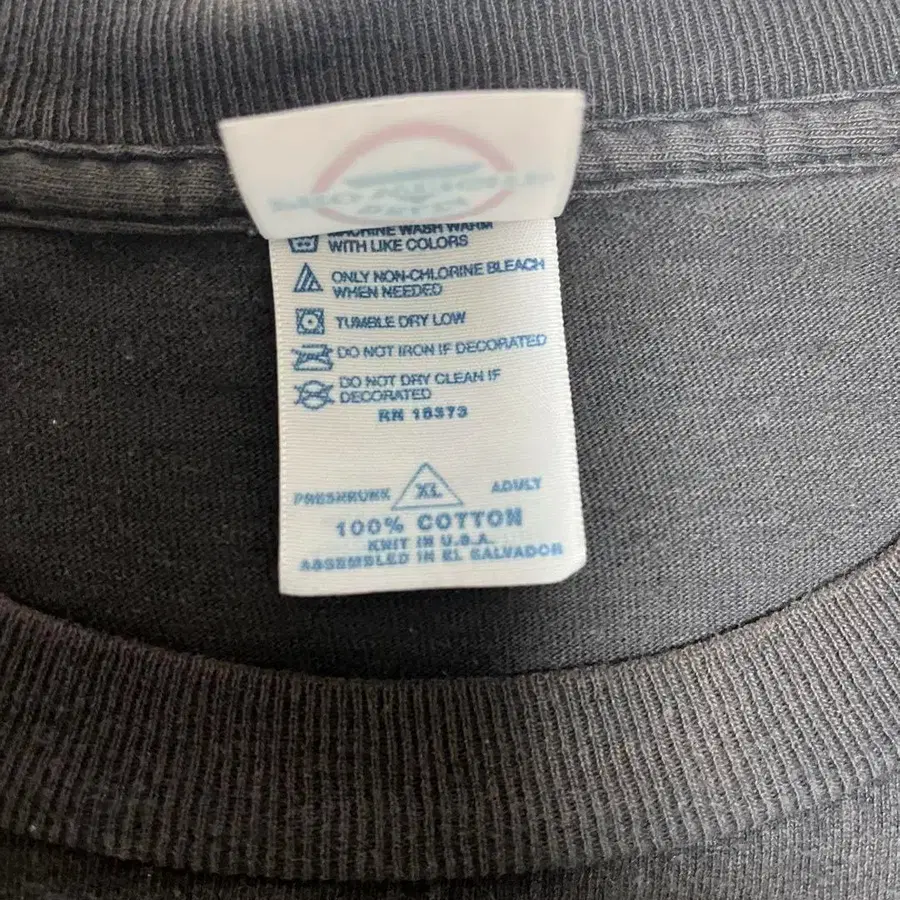 MACHINE WASH WARM
WITH LIKE COLORS
ONLY NON-CHLORINE BLEACH
WHEN NEEDED
TUMBLE DRY LOW
DO NOT IRON IF DECORATED
DO NOT DRY CLEAN IF
DECORATED
RN 15373
PRESHRUNK XL ADULT
100% COTTON
KNIT IN U.S.A.
ASSEMBLED IN EL SALVADOR